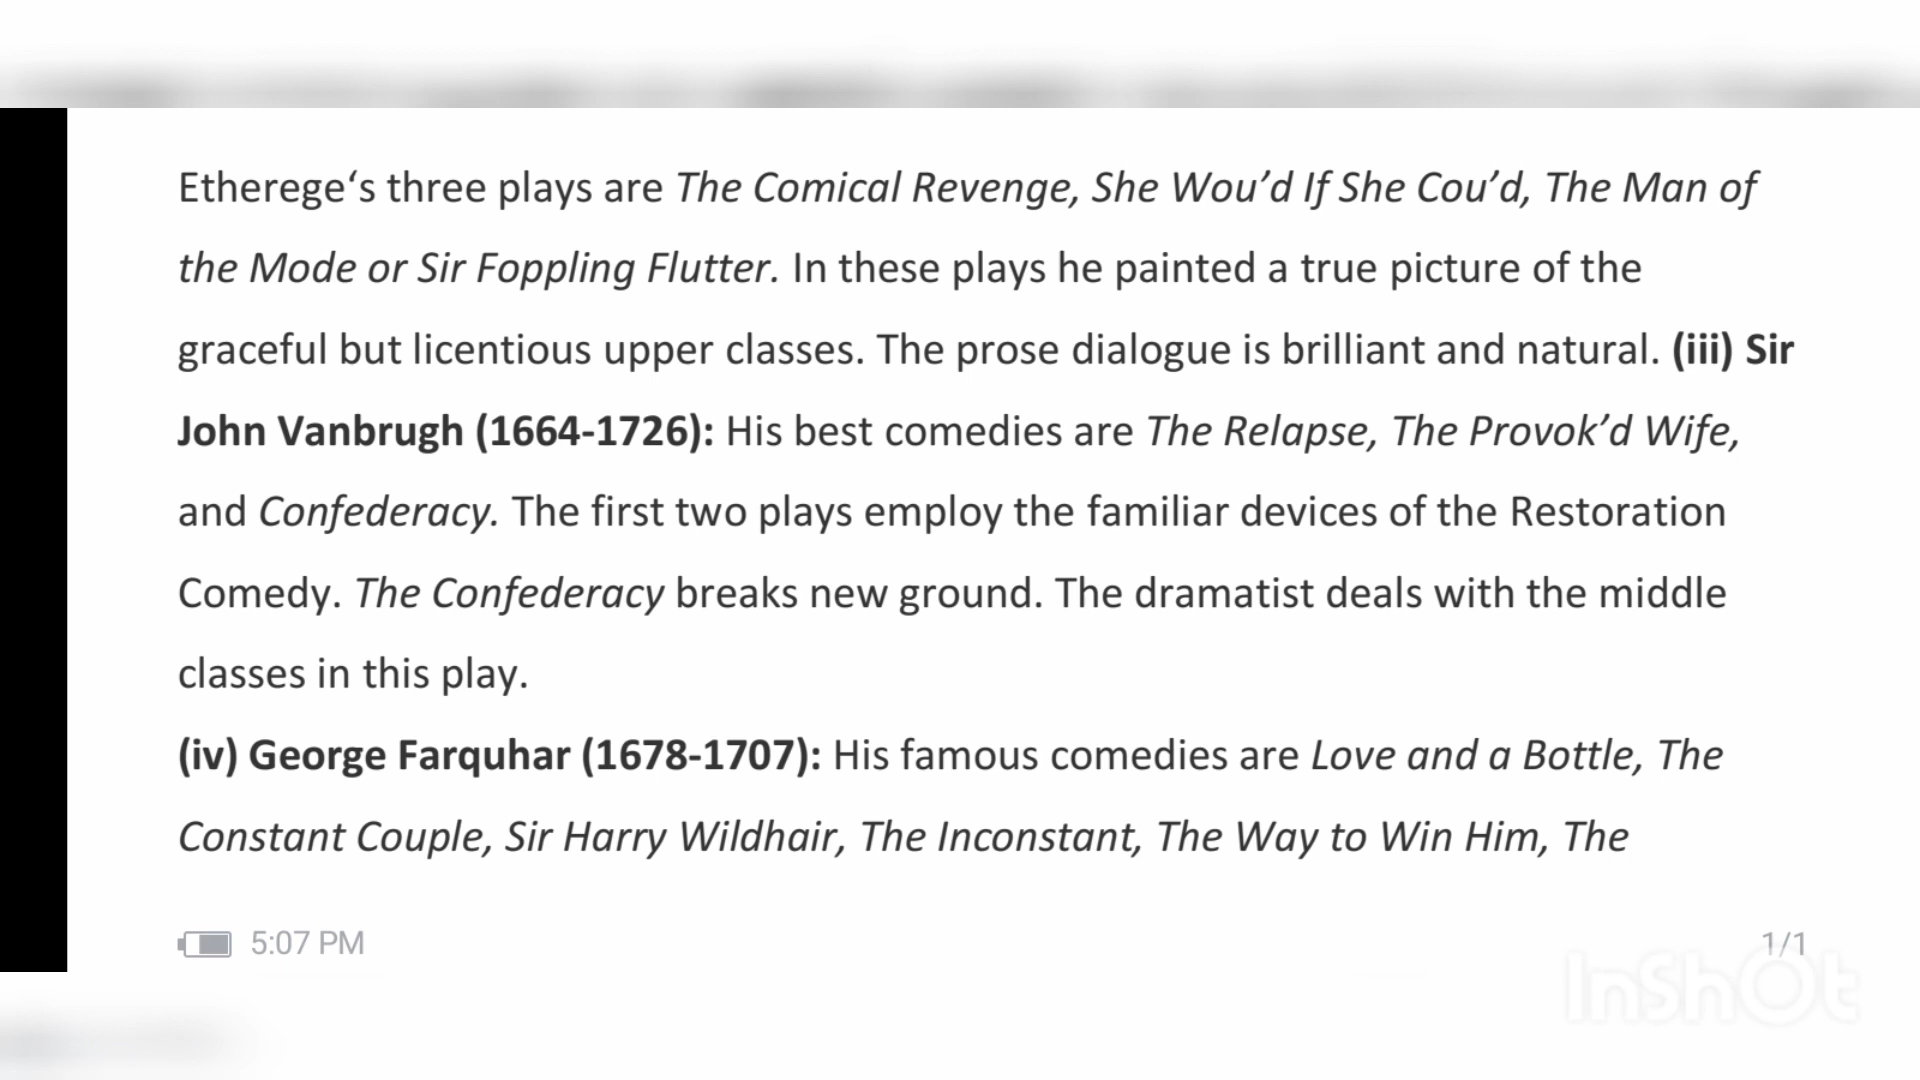 Etherege‘s three plays are The Comical Revenge, She Wou’d If She Cou’d, The Man of
the Mode or Sir Foppling Flutter. In these plays he painted a true picture of the
graceful but licentious upper classes. The prose dialogue is brilliant and natural. (iii) Sir
John Vanbrugh (1664-1726): His best comedies are The Relapse, The Provok’d Wife,
and Confederacy. The first two plays employ the familiar devices of the Restoration
Comedy. The Confederacy breaks new ground. The dramatist deals with the middle
classes in this play.
(iv) George Farquhar (1678-1707): His famous comedies are Love and a Bottle, The
Constant Couple, Sir Harry Wildhair, The Inconstant, The Way to Win Him, The
5:07 PM
1/1
InShOt